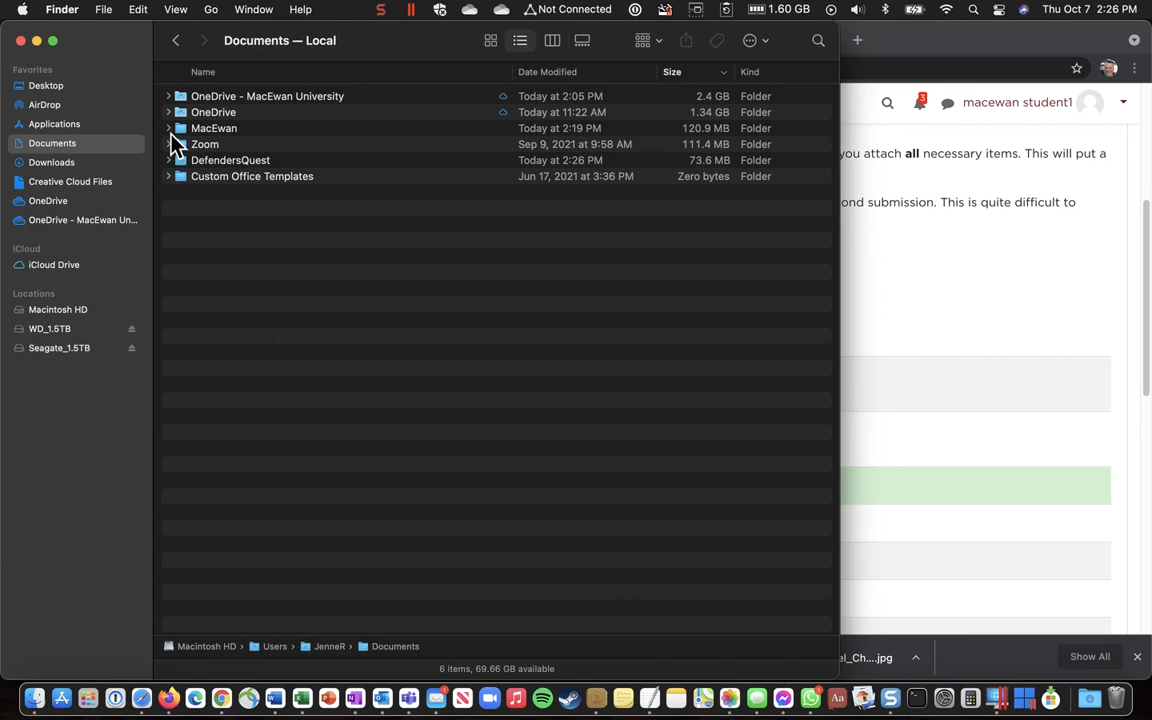 Finder File Edit View Go Window Help Not Connected 1.60 GB Thu Oct 7 2:26 PM
Documents — Local
Favorites
Desktop
AirDrop
Applications
Documents
Downloads
Creative Cloud Files
OneDrive
OneDrive - MacEwan Un...
iCloud
iCloud Drive
Locations
Macintosh HD
WD_1.5TB
Seagate_1.5TB
Name Date Modified Size Kind
OneDrive - MacEwan University Today at 2:05 PM 2.4 GB Folder
OneDrive Today at 11:22 AM 1.34 GB Folder
MacEwan Today at 2:19 PM 120.9 MB Folder
Zoom Sep 9, 2021 at 9:58 AM 111.4 MB Folder
DefendersQuest Today at 2:26 PM 73.6 MB Folder
Custom Office Templates Jun 17, 2021 at 3:36 PM Zero bytes Folder
Macintosh HD › Users › JenneR › Documents
6 items, 69.66 GB available
3 macewan student1
you attach all necessary items. This will put a
ond submission. This is quite difficult to
el_Ch....jpg Show All